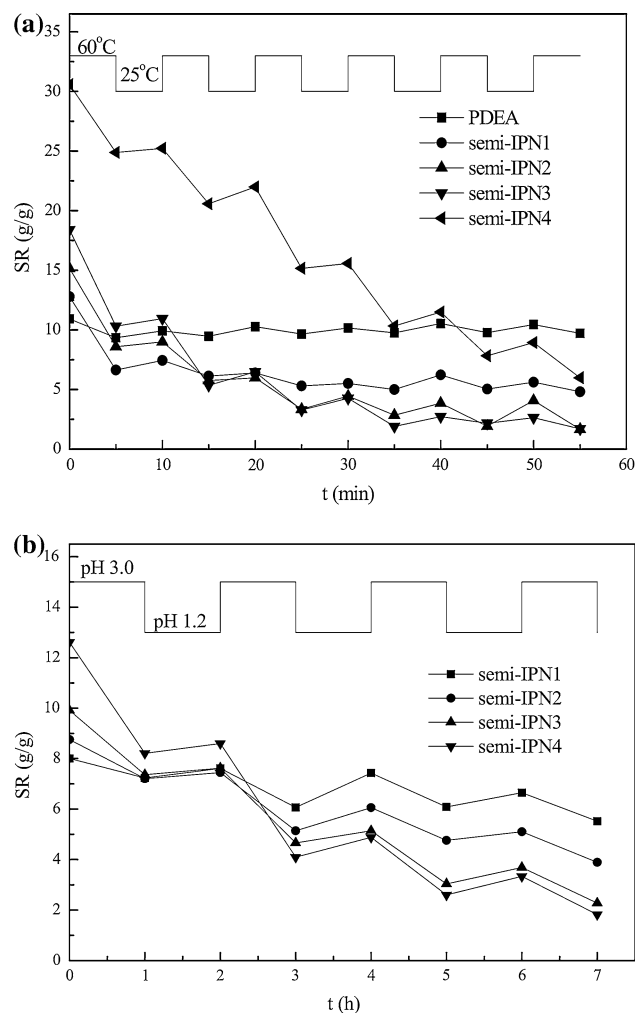 (a)
35
30
25
20
15
10
5
0
SR (g/g)
60°C
25°C
PDEA
semi-IPN1
semi-IPN2
semi-IPN3
semi-IPN4
0 10 20 30 40 50 60
t (min)
(b)
16
14
12
10
8
6
4
2
0
SR (g/g)
pH 3.0
pH 1.2
semi-IPN1
semi-IPN2
semi-IPN3
semi-IPN4
0 1 2 3 4 5 6 7
t (h)